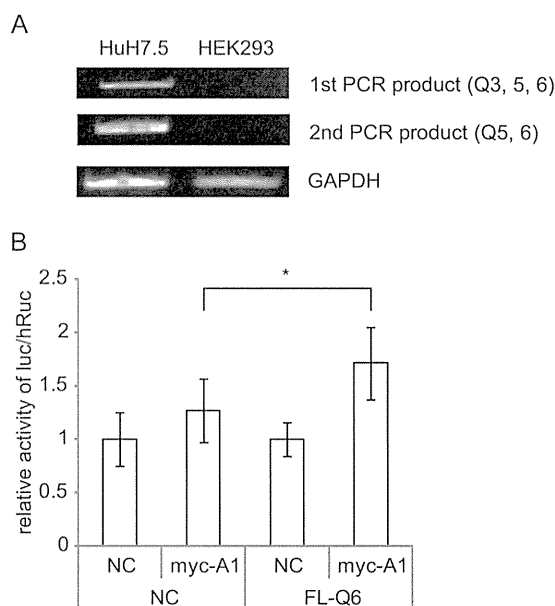 A
HuH7.5 HEK293
1st PCR product (Q3, 5, 6)
2nd PCR product (Q5, 6)
GAPDH
B
relative activity of luc/hRuc
2.5
2
1.5
1
0.5
0
*
NC myc-A1 NC myc-A1
NC FL-Q6